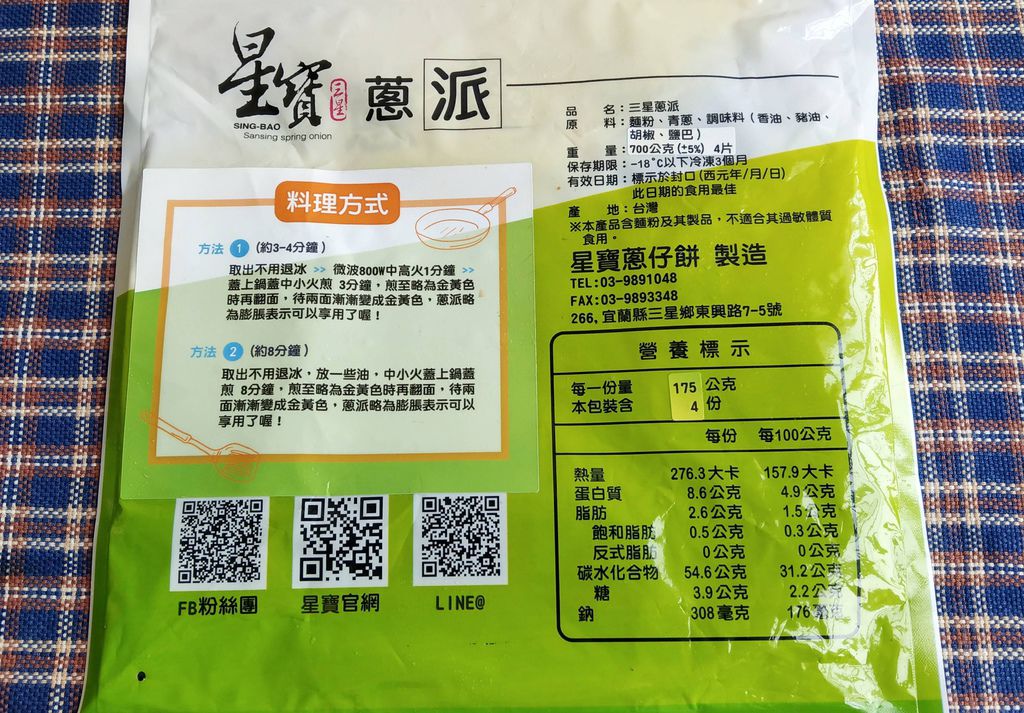 星寶 三星 蔥派
SING-BAO
Sansing spring onion
品　名：三星蔥派
原　料：麵粉、青蔥、調味料（香油、豬油、
胡椒、鹽巴）
重　量：700公克(±5%) 4片
保存期限：-18°C以下冷凍3個月
有效日期：標示於封口(西元年/月/日)
此日期的食用最佳
產　地：台灣
※本產品含麵粉及其製品，不適合其過敏體質
食用。
星寶蔥仔餅 製造
TEL:03-9891048
FAX:03-9893348
266,宜蘭縣三星鄉東興路7-5號
料理方式
方法 1（約3-4分鐘）
取出不用退冰 >> 微波800W中高火1分鐘 >>
蓋上鍋蓋中小火煎 3分鐘，煎至略為金黃色
時再翻面，待兩面漸漸變成金黃色，蔥派略
為膨脹表示可以享用了喔！
方法 2（約8分鐘）
取出不用退冰，放一些油，中小火蓋上鍋蓋
煎 8分鐘，煎至略為金黃色時再翻面，待兩
面漸漸變成金黃色，蔥派略為膨脹表示可以
享用了喔！
FB粉絲團
星寶官網
LINE@
營養標示
每一份量 175 公克
本包裝含 4 份
每份 每100公克
熱量 276.3大卡 157.9大卡
蛋白質 8.6公克 4.9公克
脂肪 2.6公克 1.5公克
飽和脂肪 0.5公克 0.3公克
反式脂肪 0公克 0公克
碳水化合物 54.6公克 31.2公克
糖 3.9公克 2.2公克
鈉 308毫克 176毫克